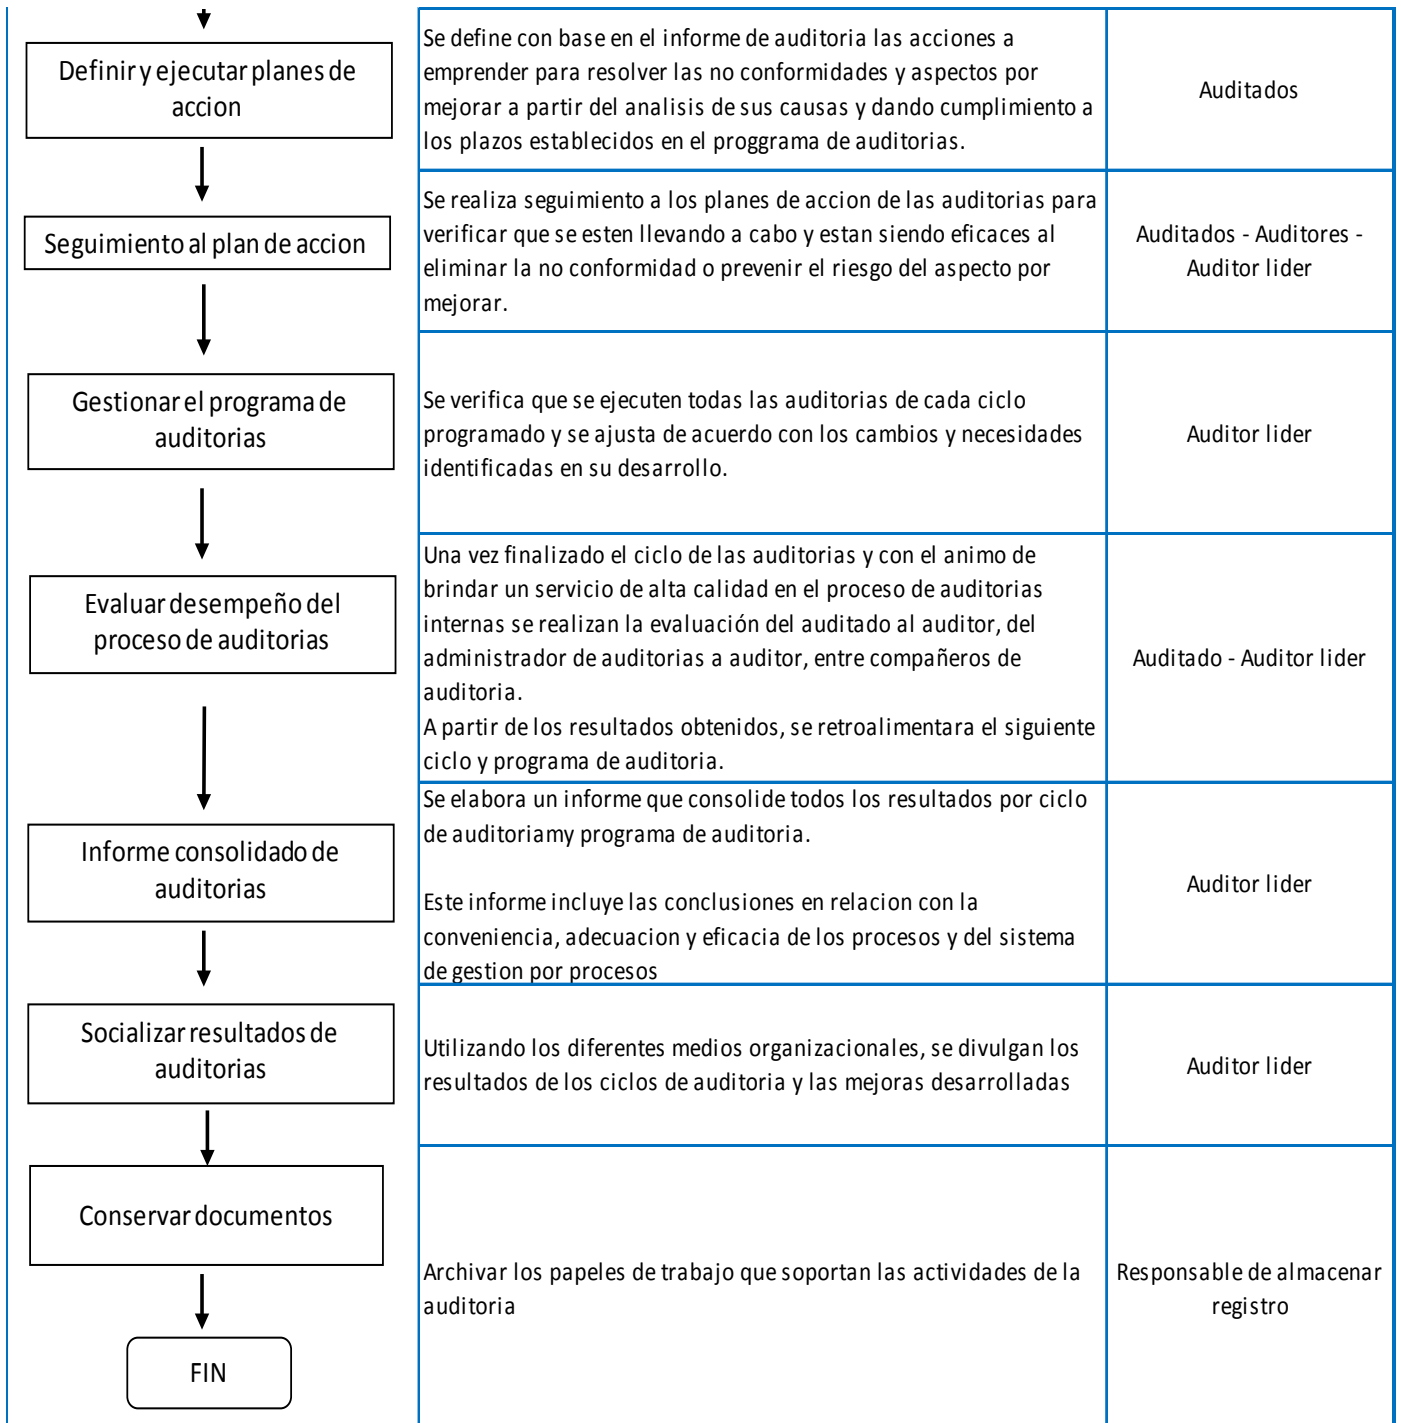 Definir y ejecutar planes de
accion
Se define con base en el informe de auditoria las acciones a
emprender para resolver las no conformidades y aspectos por
mejorar a partir del analisis de sus causas y dando cumplimiento a
los plazos establecidos en el proggrama de auditorias.
Auditados
Seguimiento al plan de accion
Se realiza seguimiento a los planes de accion de las auditorias para
verificar que se esten llevando a cabo y estan siendo eficaces al
eliminar la no conformidad o prevenir el riesgo del aspecto por
mejorar.
Auditados - Auditores -
Auditor lider
Gestionar el programa de
auditorias
Se verifica que se ejecuten todas las auditorias de cada ciclo
programado y se ajusta de acuerdo con los cambios y necesidades
identificadas en su desarrollo.
Auditor lider
Evaluar desempeño del
proceso de auditorias
Una vez finalizado el ciclo de las auditorias y con el animo de
brindar un servicio de alta calidad en el proceso de auditorias
internas se realizan la evaluación del auditado al auditor, del
administrador de auditorias a auditor, entre compañeros de
auditoria.
A partir de los resultados obtenidos, se retroalimentara el siguiente
ciclo y programa de auditoria.
Auditado - Auditor lider
Informe consolidado de
auditorias
Se elabora un informe que consolide todos los resultados por ciclo
de auditoriamy programa de auditoria.
Este informe incluye las conclusiones en relacion con la
conveniencia, adecuacion y eficacia de los procesos y del sistema
de gestion por procesos
Auditor lider
Socializar resultados de
auditorias
Utilizando los diferentes medios organizacionales, se divulgan los
resultados de los ciclos de auditoria y las mejoras desarrolladas
Auditor lider
Conservar documentos
Archivar los papeles de trabajo que soportan las actividades de la
auditoria
Responsable de almacenar
registro
FIN